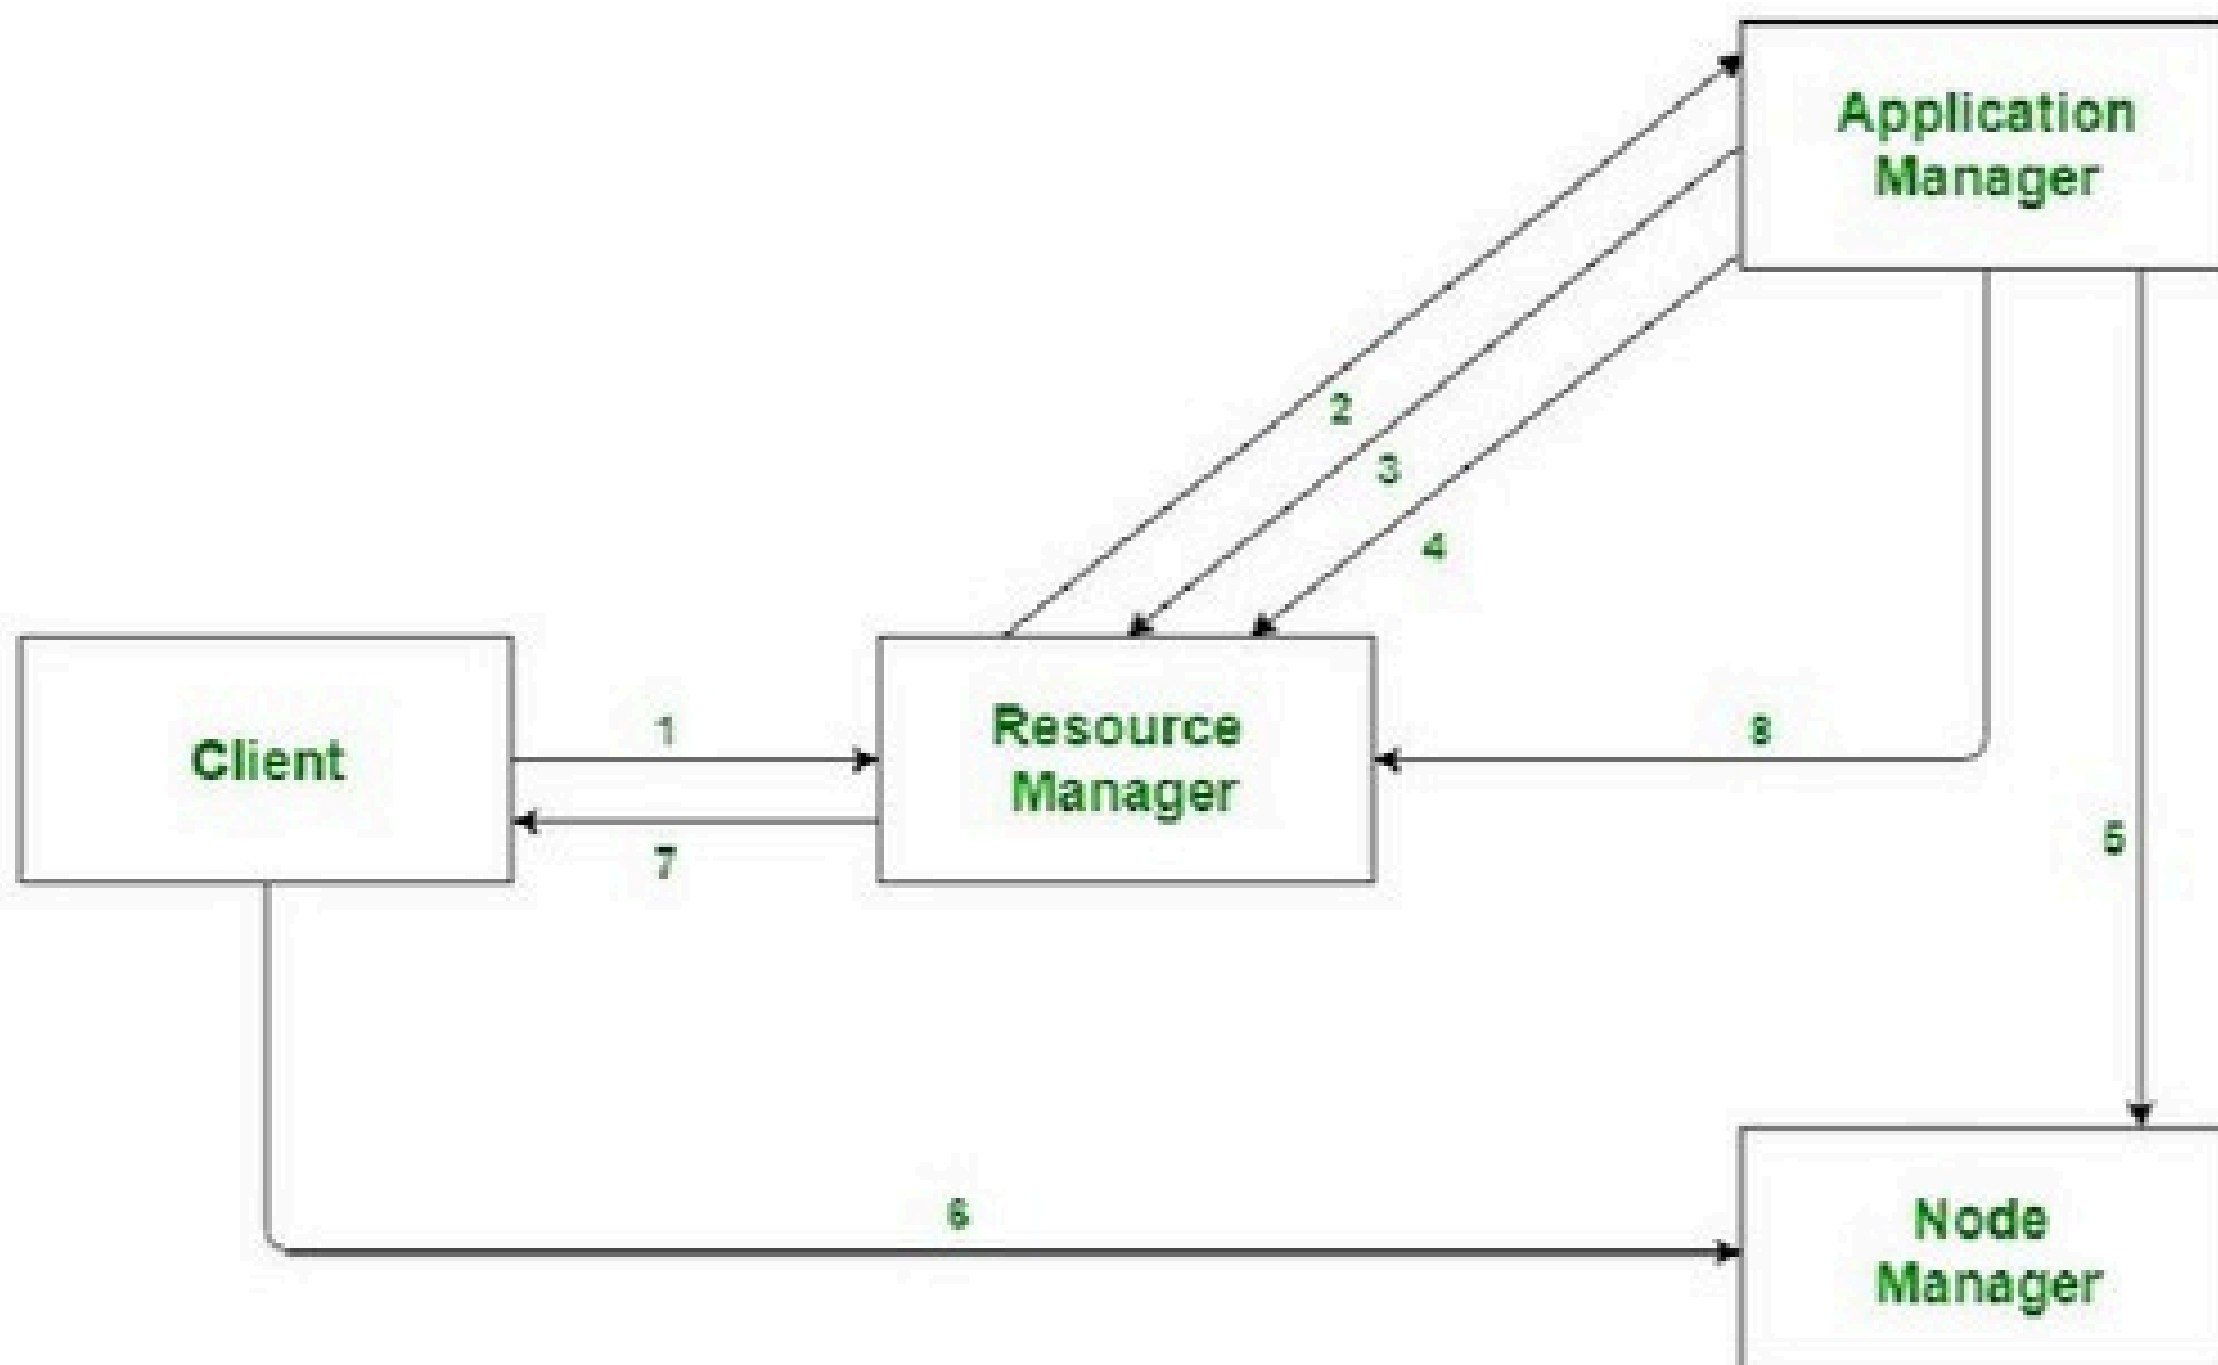 Application
Manager
2
3
4
Client
1
7
Resource
Manager
8
5
6
Node
Manager